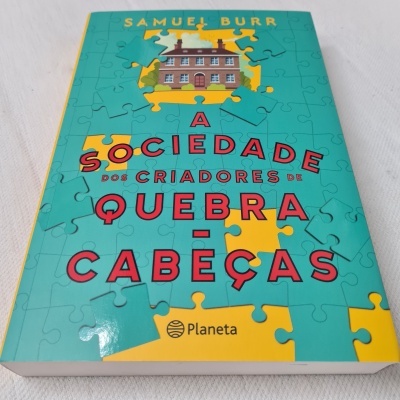 SAMUEL BURR
A
SOCIEDADE
DOS CRIADORES DE
QUEBRA
-
CABEÇAS
Planeta